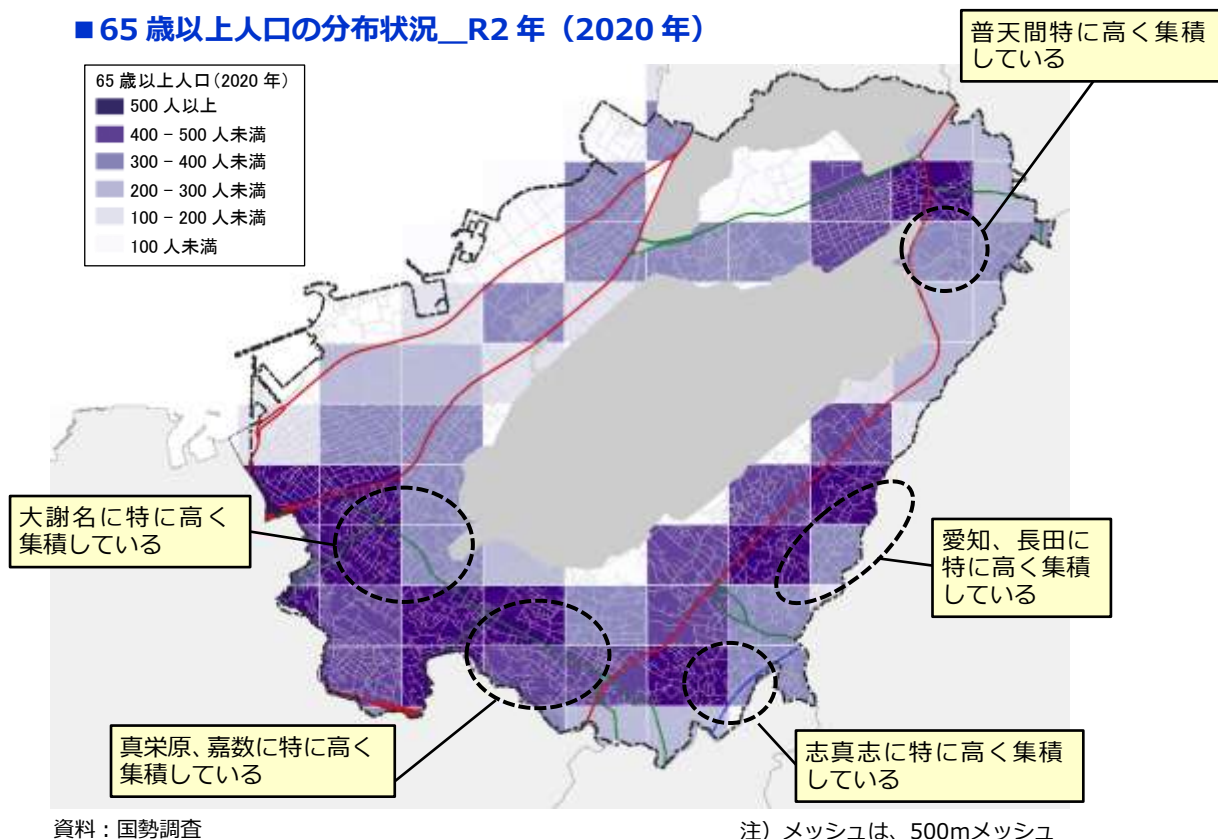 ■65 歳以上人口の分布状況__R2 年（2020 年）
普天間特に高く集積
している
65 歳以上人口(2020 年)
500 人以上
400 – 500 人未満
300 – 400 人未満
200 – 300 人未満
100 – 200 人未満
100 人未満
大謝名に特に高く
集積している
愛知、長田に
特に高く集積
している
真栄原、嘉数に特に高く
集積している
志真志に特に高く集積
している
資料：国勢調査
注）メッシュは、500mメッシュ